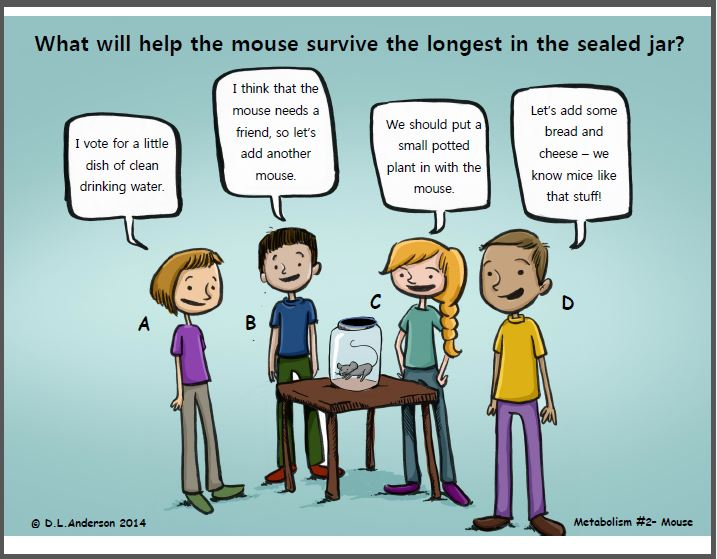 What will help the mouse survive the longest in the sealed jar?
I vote for a little
dish of clean
drinking water.
I think that the
mouse needs a
friend, so let's
add another
mouse.
We should put a
small potted
plant in with the
mouse.
Let's add some
bread and
cheese – we
know mice like
that stuff!
A
B
C
D
© D.L.Anderson 2014
Metabolism #2- Mouse